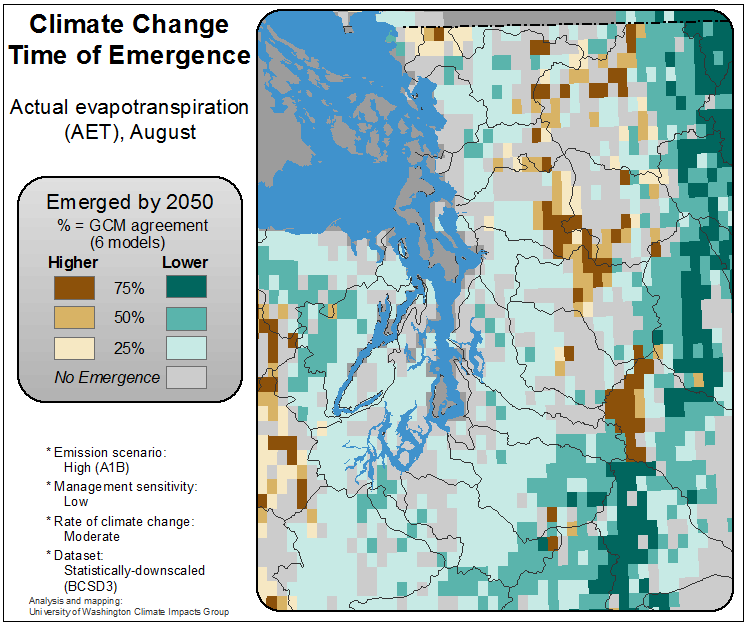 Climate Change
Time of Emergence
Actual evapotranspiration
(AET), August
Emerged by 2050
% = GCM agreement
(6 models)
Higher Lower
75%
50%
25%
No Emergence
* Emission scenario:
High (A1B)
* Management sensitivity:
Low
* Rate of climate change:
Moderate
* Dataset:
Statistically-downscaled
(BCSD3)
Analysis and mapping:
University of Washington Climate Impacts Group